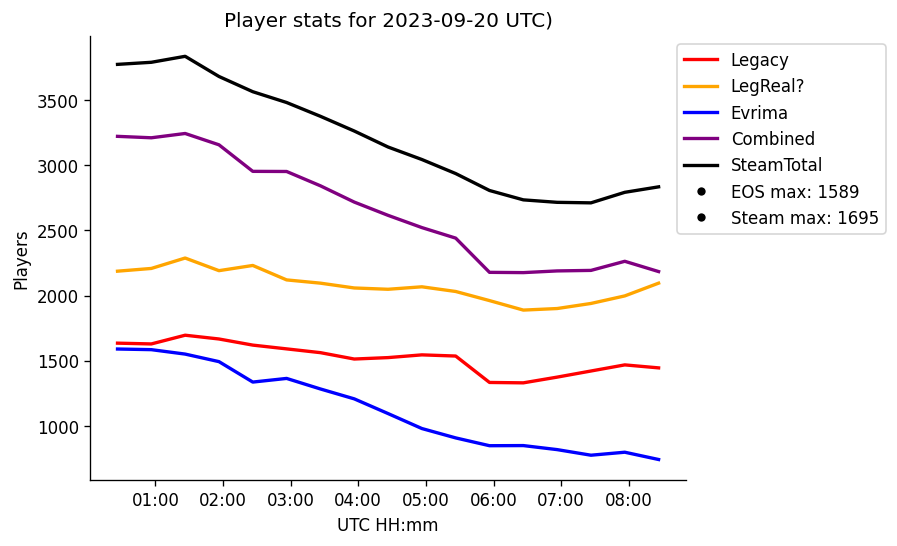 Player stats for 2023-09-20 UTC)
Legacy
LegReal?
Evrima
Combined
SteamTotal
EOS max: 1589
Steam max: 1695
Players
3500
3000
2500
2000
1500
1000
01:00 02:00 03:00 04:00 05:00 06:00 07:00 08:00
UTC HH:mm